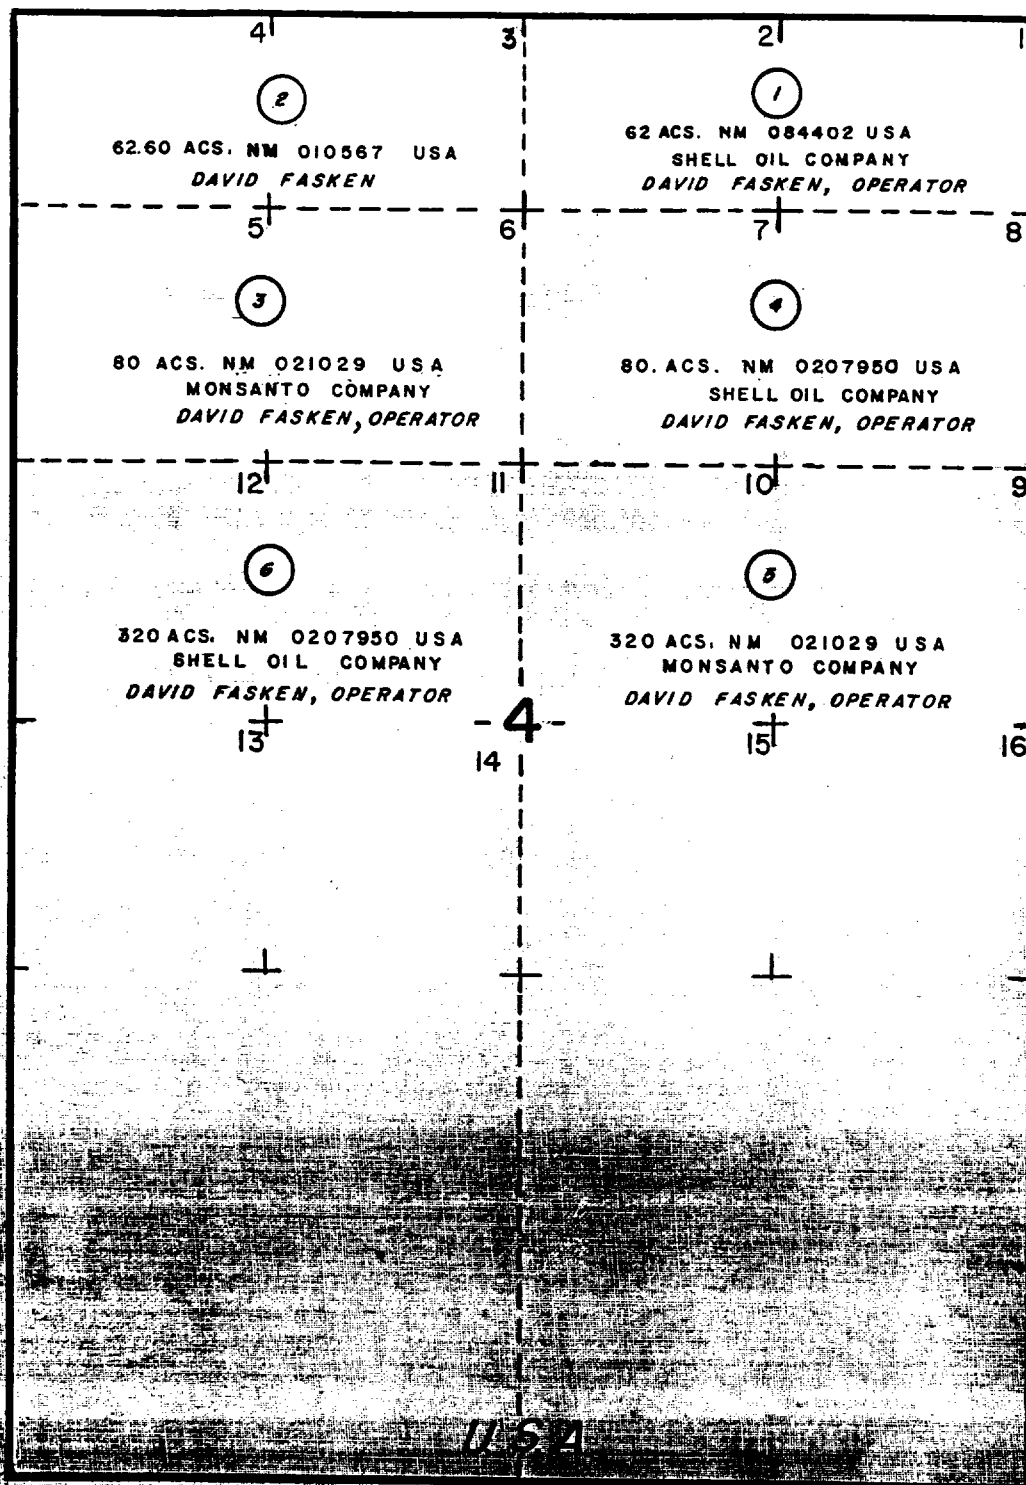 4 3 2 1
2 1
62.60 ACS. NM 010567 USA
DAVID FASKEN
62 ACS. NM 084402 USA
SHELL OIL COMPANY
DAVID FASKEN, OPERATOR
5 6 7 8
3 4
80 ACS. NM 021029 USA
MONSANTO COMPANY
DAVID FASKEN, OPERATOR
80. ACS. NM 0207950 USA
SHELL OIL COMPANY
DAVID FASKEN, OPERATOR
12 11 10 9
6 5
320 ACS. NM 0207950 USA
SHELL OIL COMPANY
DAVID FASKEN, OPERATOR
320 ACS. NM 021029 USA
MONSANTO COMPANY
DAVID FASKEN, OPERATOR
4
13 14 15 16
USA